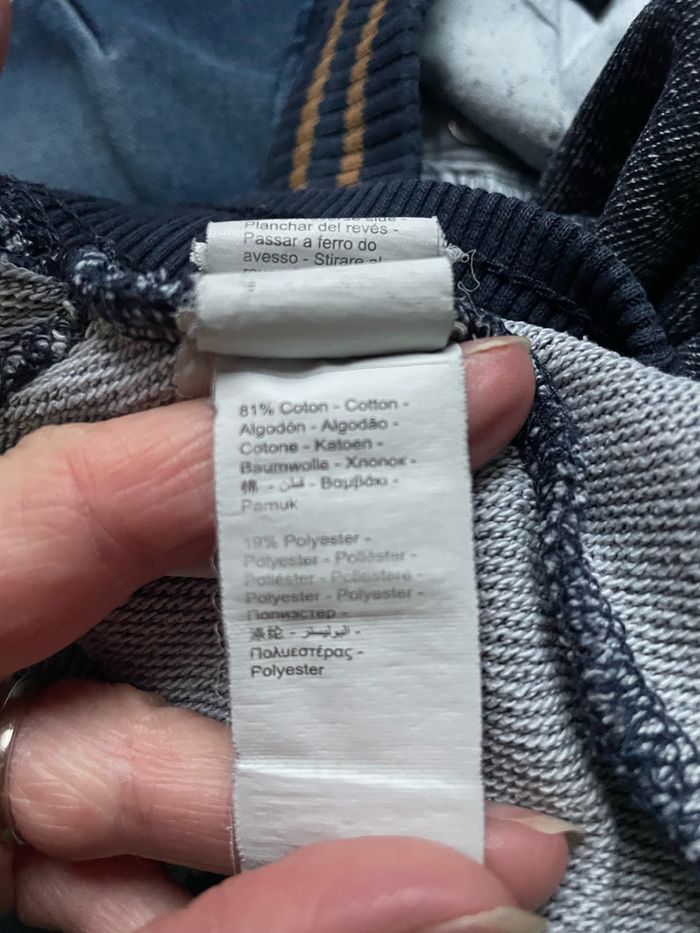 Planchar del revés -
Passar a ferro do
avesso - Stirare al
81% Coton - Cotton -
Algodón - Algodão -
Cotone - Katoen -
Baumwolle - Хлопок -
棉 - قطن - Βαμβάκι -
Pamuk
19% Polyester -
Polyester - Poliéster -
Poliéster - Poliestere -
Polyester - Polyester -
Полиэстер -
涤纶 - البوليستر -
Πολυεστέρας -
Polyester